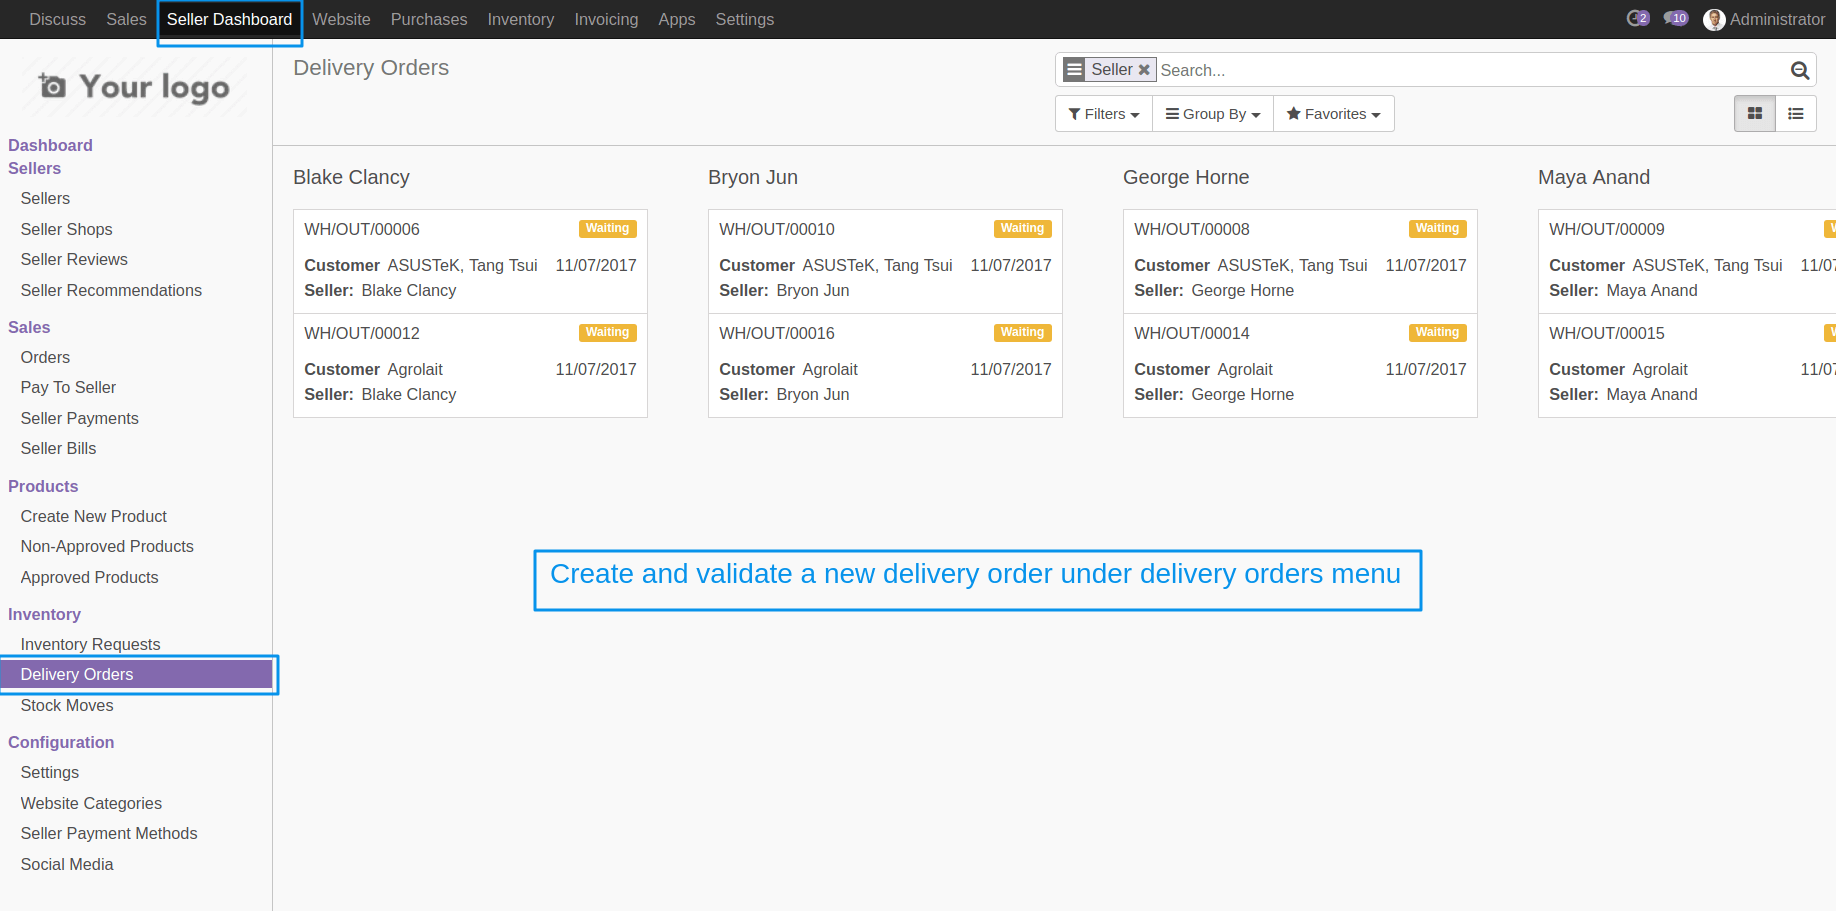 Discuss Sales Seller Dashboard Website Purchases Inventory Invoicing Apps Settings 2 10 Administrator
Your logo
Delivery Orders
Seller Search...
Filters Group By Favorites
Dashboard
Sellers
Sellers
Seller Shops
Seller Reviews
Seller Recommendations
Sales
Orders
Pay To Seller
Seller Payments
Seller Bills
Products
Create New Product
Non-Approved Products
Approved Products
Inventory
Inventory Requests
Delivery Orders
Stock Moves
Configuration
Settings
Website Categories
Seller Payment Methods
Social Media
Blake Clancy
WH/OUT/00006 Waiting
Customer ASUSTeK, Tang Tsui 11/07/2017
Seller: Blake Clancy
WH/OUT/00012 Waiting
Customer Agrolait 11/07/2017
Seller: Blake Clancy
Bryon Jun
WH/OUT/00010 Waiting
Customer ASUSTeK, Tang Tsui 11/07/2017
Seller: Bryon Jun
WH/OUT/00016 Waiting
Customer Agrolait 11/07/2017
Seller: Bryon Jun
George Horne
WH/OUT/00008 Waiting
Customer ASUSTeK, Tang Tsui 11/07/2017
Seller: George Horne
WH/OUT/00014 Waiting
Customer Agrolait 11/07/2017
Seller: George Horne
Maya Anand
WH/OUT/00009
Customer ASUSTeK, Tang Tsui
Seller: Maya Anand
WH/OUT/00015
Customer Agrolait
Seller: Maya Anand
Create and validate a new delivery order under delivery orders menu